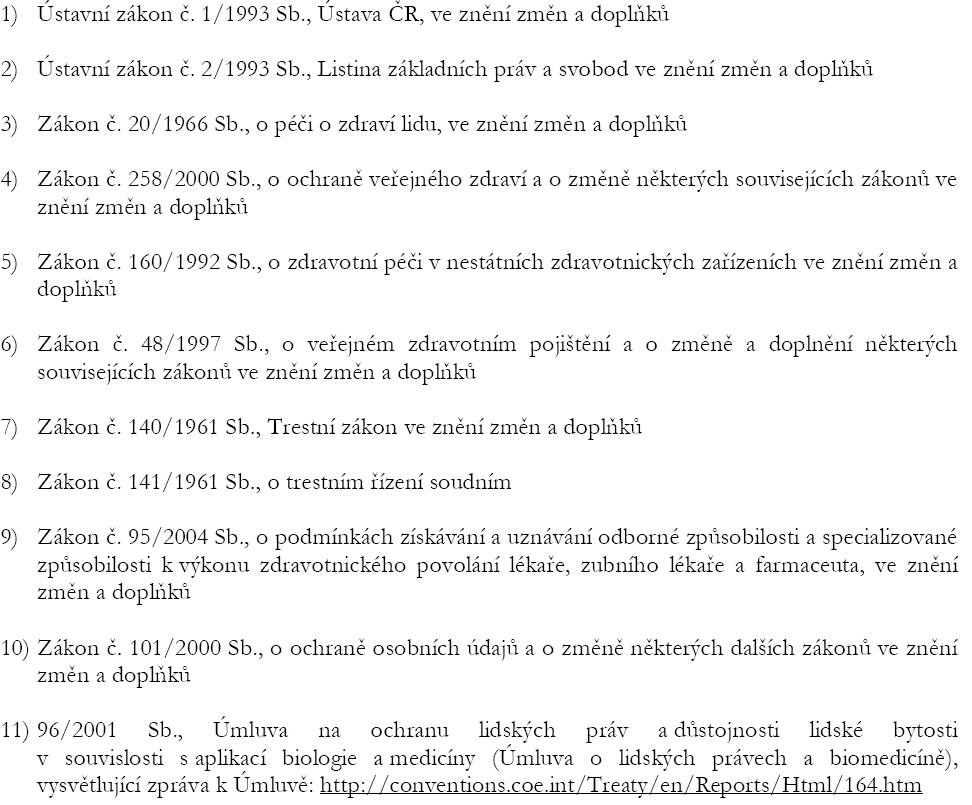 1) Ústavní zákon č. 1/1993 Sb., Ústava ČR, ve znění změn a doplňků
2) Ústavní zákon č. 2/1993 Sb., Listina základních práv a svobod ve znění změn a doplňků
3) Zákon č. 20/1966 Sb., o péči o zdraví lidu, ve znění změn a doplňků
4) Zákon č. 258/2000 Sb., o ochraně veřejného zdraví a o změně některých souvisejících zákonů ve
znění změn a doplňků
5) Zákon č. 160/1992 Sb., o zdravotní péči v nestátních zdravotnických zařízeních ve znění změn a
doplňků
6) Zákon č. 48/1997 Sb., o veřejném zdravotním pojištění a o změně a doplnění některých
souvisejících zákonů ve znění změn a doplňků
7) Zákon č. 140/1961 Sb., Trestní zákon ve znění změn a doplňků
8) Zákon č. 141/1961 Sb., o trestním řízení soudním
9) Zákon č. 95/2004 Sb., o podmínkách získávání a uznávání odborné způsobilosti a specializované
způsobilosti k výkonu zdravotnického povolání lékaře, zubního lékaře a farmaceuta, ve znění
změn a doplňků
10) Zákon č. 101/2000 Sb., o ochraně osobních údajů a o změně některých dalších zákonů ve znění
změn a doplňků
11) 96/2001 Sb., Úmluva na ochranu lidských práv a důstojnosti lidské bytosti
v souvislosti s aplikací biologie a medicíny (Úmluva o lidských právech a biomedicíně),
vysvětlující zpráva k Úmluvě: http://conventions.coe.int/Treaty/en/Reports/Html/164.htm